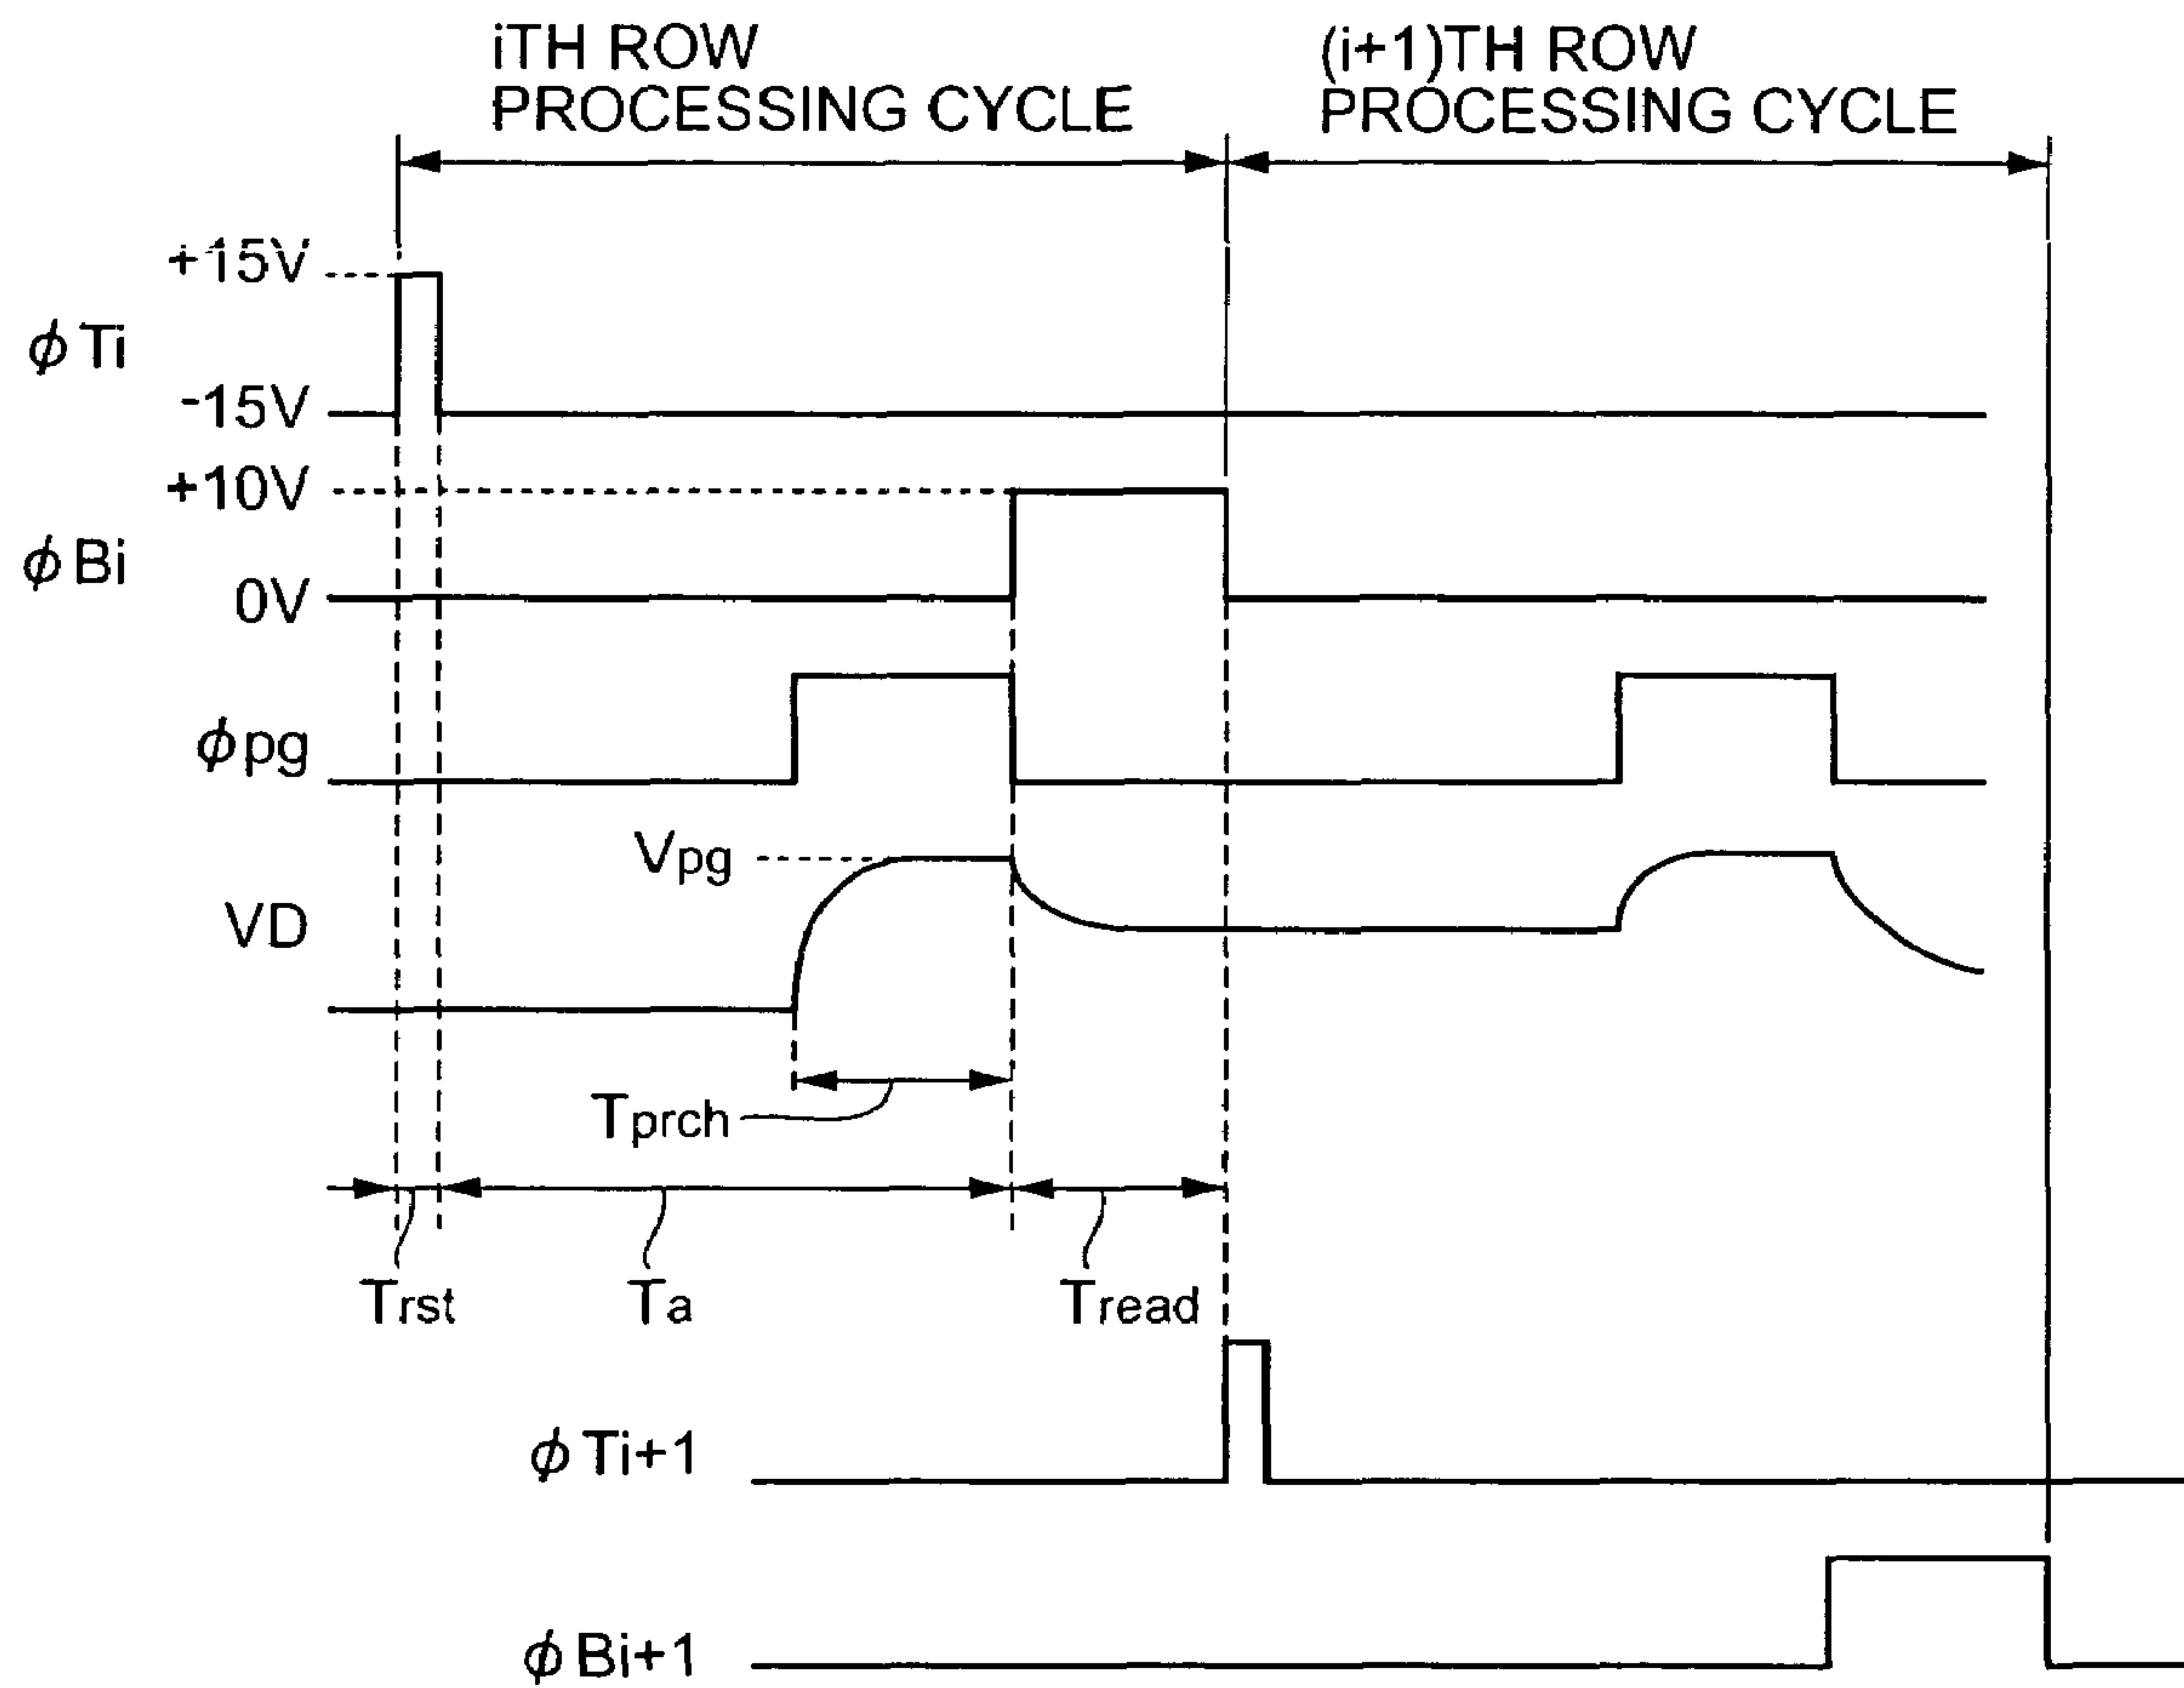 iTH ROW
PROCESSING CYCLE
(i+1)TH ROW
PROCESSING CYCLE
+15V
ϕTi
-15V
+10V
ϕBi
0V
ϕpg
Vpg
VD
Tprch
Trst
Ta
Tread
ϕTi+1
ϕBi+1